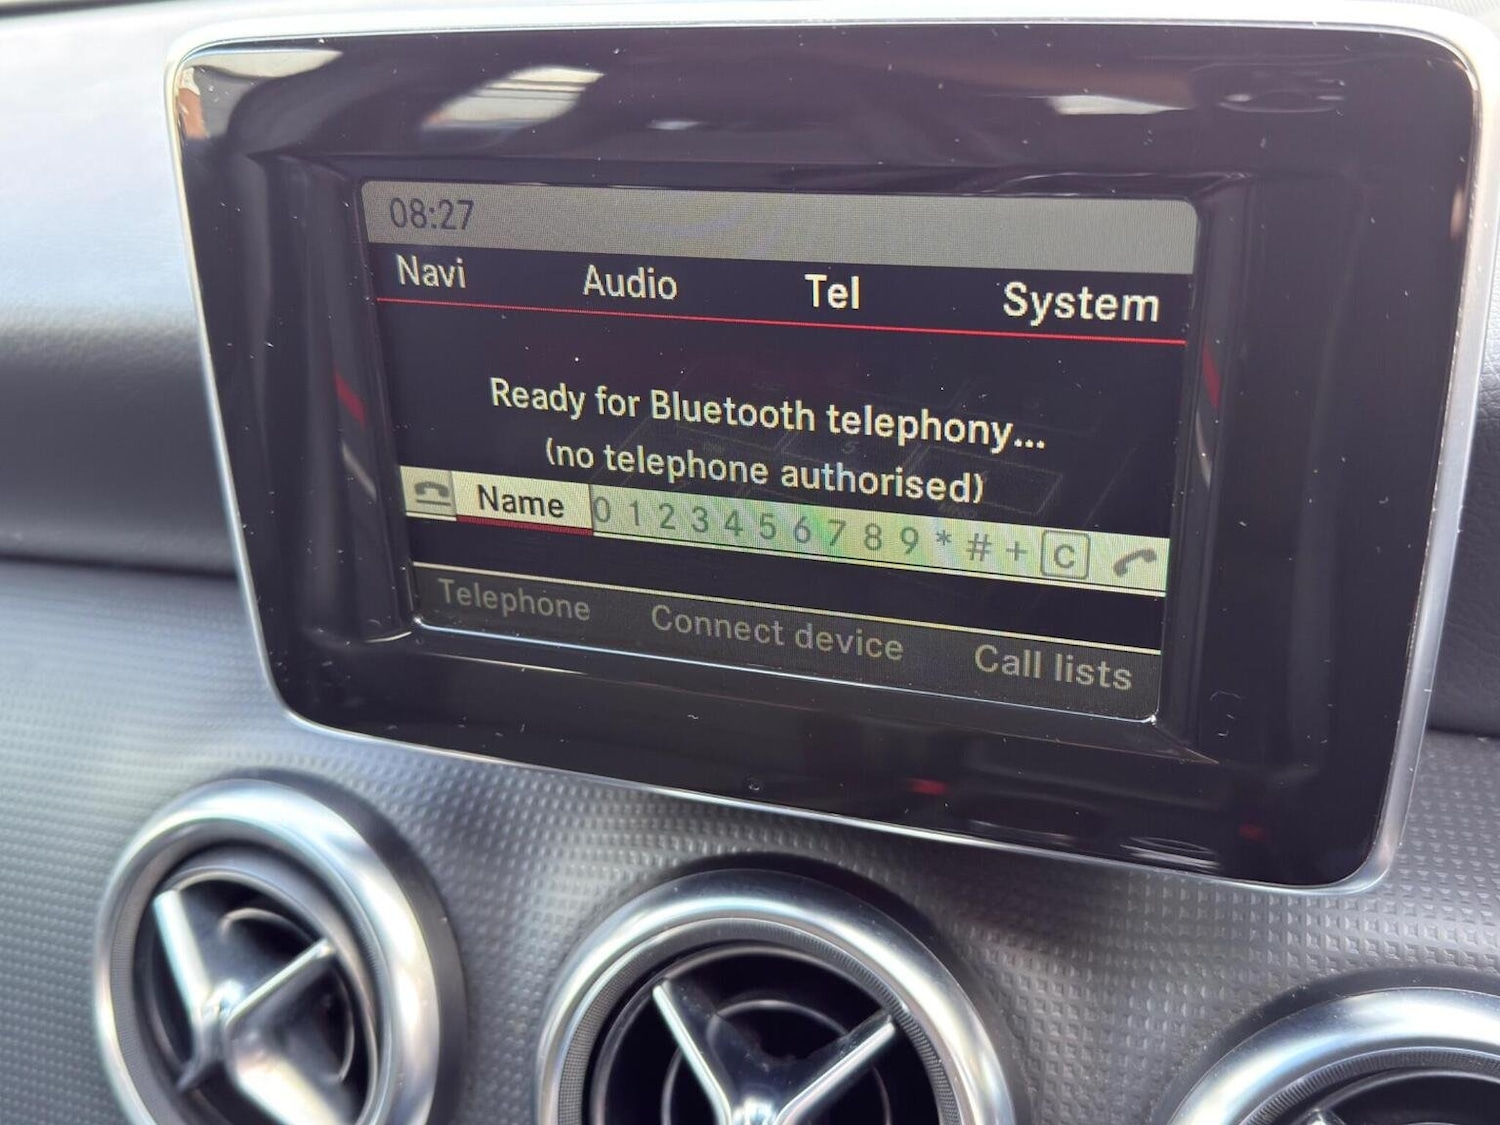 08:27
Navi Audio Tel System
Ready for Bluetooth telephony...
(no telephone authorised)
Name 0 1 2 3 4 5 6 7 8 9 * # + C
Telephone Connect device Call lists